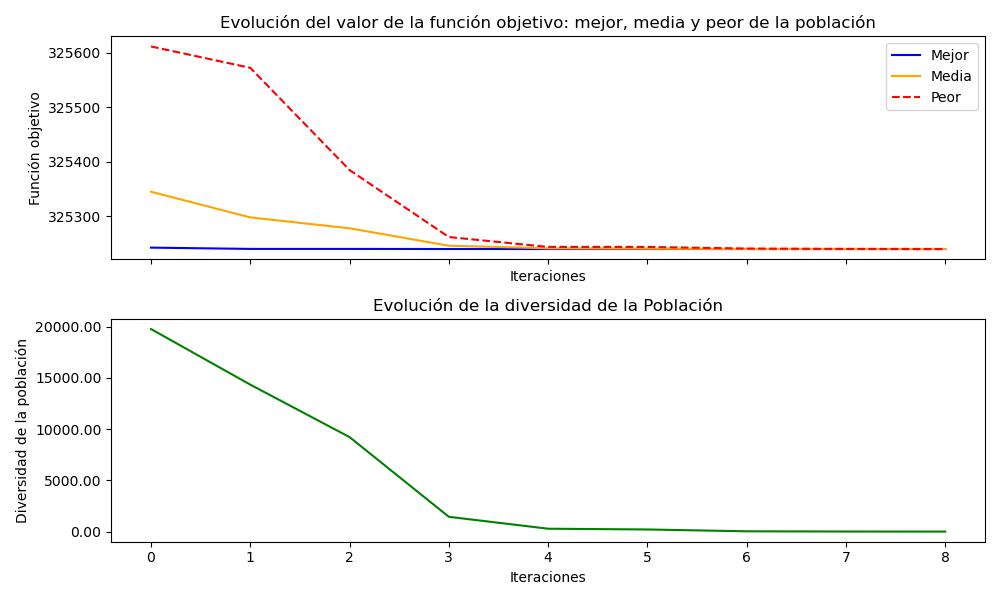 Evolución del valor de la función objetivo: mejor, media y peor de la población
325600
325500
325400
325300
Función objetivo
Mejor
Media
Peor
Iteraciones
Evolución de la diversidad de la Población
20000.00
15000.00
10000.00
5000.00
0.00
Diversidad de la población
0 1 2 3 4 5 6 7 8
Iteraciones